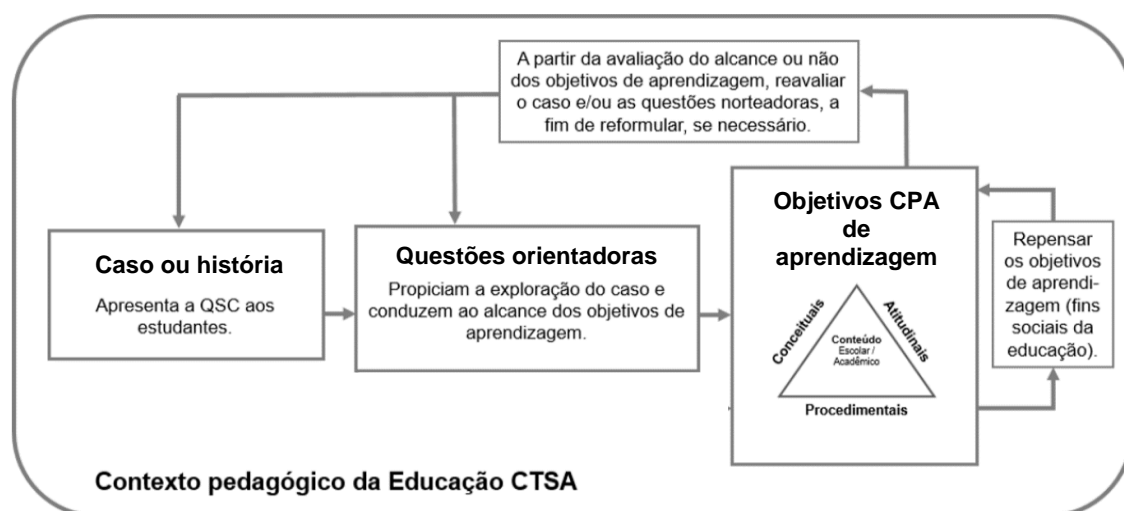 A partir da avaliação do alcance ou não
dos objetivos de aprendizagem, reavaliar
o caso e/ou as questões norteadoras, a
fim de reformular, se necessário.
Caso ou história
Apresenta a QSC aos
estudantes.
Questões orientadoras
Propiciam a exploração do caso e
conduzem ao alcance dos objetivos de
aprendizagem.
Objetivos CPA
de
aprendizagem
Conceituais
Atitudinais
Conteúdo
Escolar /
Acadêmico
Procedimentais
Repensar
os objetivos
de aprendi-
zagem (fins
sociais da
educação).
Contexto pedagógico da Educação CTSA